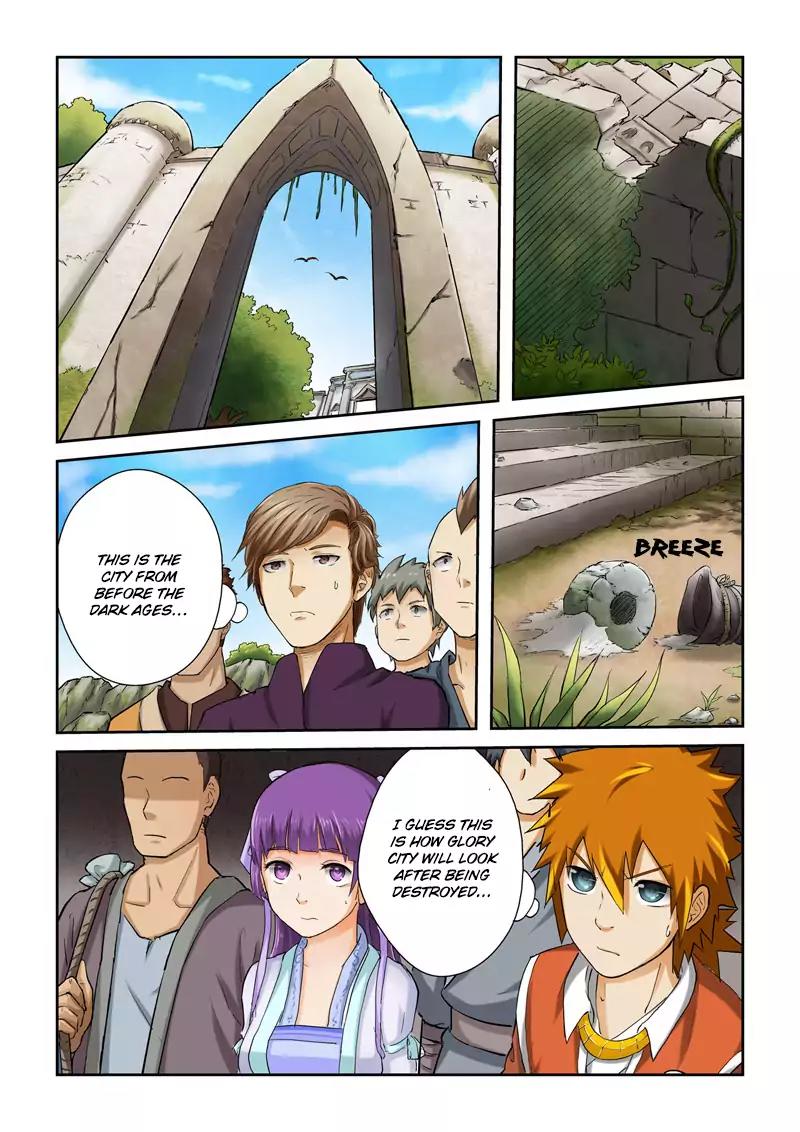 THIS IS THE
CITY FROM
BEFORE THE
DARK AGES...
BREEZE
I GUESS THIS
IS HOW GLORY
CITY WILL LOOK
AFTER BEING
DESTROYED...